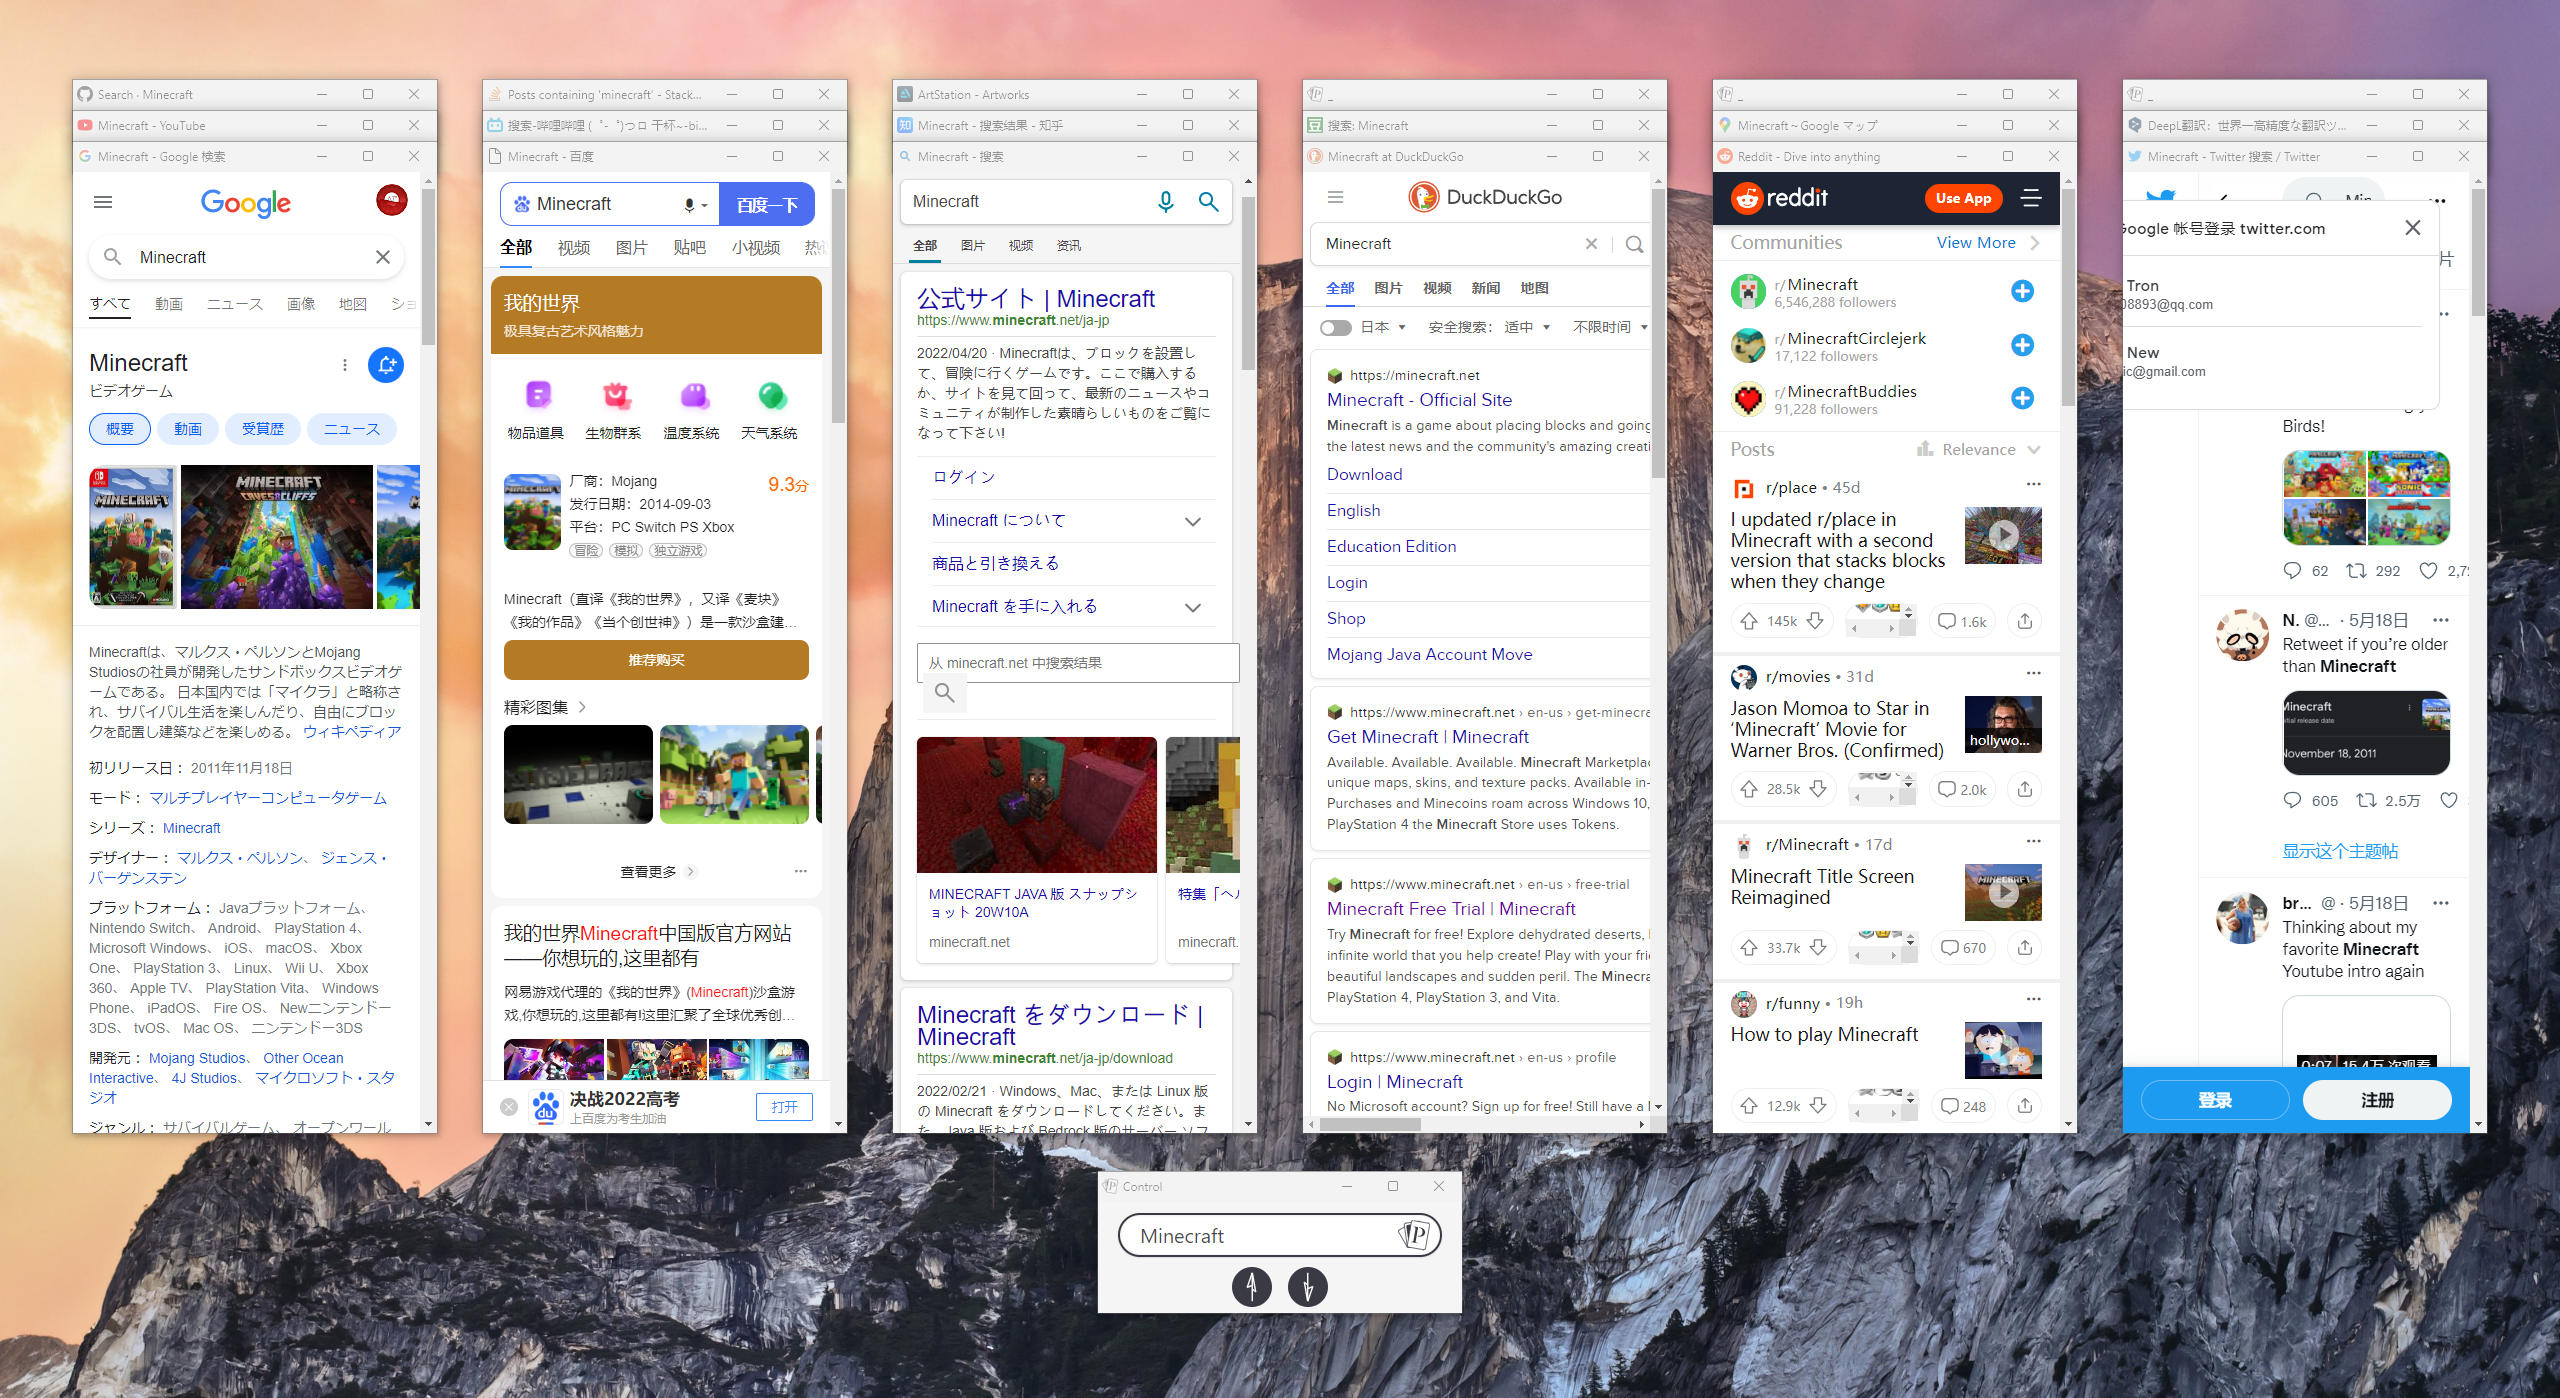 Search · Minecraft
Minecraft - YouTube
Minecraft - Google 検索
Google
Minecraft
すべて 動画 ニュース 画像 地図 ショ
Minecraft
ビデオゲーム
概要 動画 受賞歴 ニュース
MINECRAFT
MINECRAFT
CAVES & CLIFFS
Minecraftは、マルクス・ペルソンとMojang
Studiosの社員が開発したサンドボックスビデオゲ
ームである。 日本国内では「マイクラ」と略称さ
れ、サバイバル生活を楽しんだり、自由にブロッ
クを配置し建築などを楽しめる。 ウィキペディア
初リリース日： 2011年11月18日
モード： マルチプレイヤーコンピュータゲーム
シリーズ： Minecraft
デザイナー： マルクス・ペルソン、 ジェンス・
バーゲンステン
プラットフォーム： Javaプラットフォーム、
Nintendo Switch、 Android、 PlayStation 4、
Microsoft Windows、 iOS、 macOS、 Xbox
One、 PlayStation 3、 Linux、 Wii U、 Xbox
360、 Apple TV、 PlayStation Vita、 Windows
Phone、 iPadOS、 Fire OS、 Newニンテンドー
3DS、 tvOS、 Mac OS、 ニンテンドー3DS
開発元： Mojang Studios、 Other Ocean
Interactive、 4J Studios、 マイクロソフト・スタ
ジオ
ジャンル： サバイバルゲーム、 オープンワール
Posts containing 'minecraft' - Stack...
搜索-哔哩哔哩 (゜-゜)つロ 干杯~-bi...
Minecraft - 百度
Minecraft 百度一下
全部 视频 图片 贴吧 小视频 热
我的世界
极具复古艺术风格魅力
物品道具 生物群系 温度系统 天气系统
厂商：Mojang 9.3分
发行日期：2014-09-03
平台：PC Switch PS Xbox
冒险 模拟 独立游戏
Minecraft（直译《我的世界》，又译《麦块》
《我的作品》《当个创世神》）是一款沙盒建...
推荐购买
精彩图集
查看更多
我的世界Minecraft中国版官方网站
——你想玩的,这里都有
网易游戏代理的《我的世界》(Minecraft)沙盒游
戏,你想玩的,这里都有!这里汇聚了全球优秀创...
du
决战2022高考
上百度为考生加油
打开
ArtStation - Artworks
知 Minecraft - 搜索结果 - 知乎
Minecraft - 搜索
Minecraft
全部 图片 视频 资讯
公式サイト | Minecraft
https://www.minecraft.net/ja-jp
2022/04/20 · Minecraftは、ブロックを設置し
て、冒険に行くゲームです。ここで購入する
か、サイトを見て回って、最新のニュースやコ
ミュニティが制作した素晴らしいものをご覧に
なって下さい!
ログイン
Minecraft について
商品と引き換える
Minecraft を手に入れる
从 minecraft.net 中搜索结果
MINECRAFT JAVA 版 スナップシ
ョット 20W10A
minecraft.net
特集「ヘル
minecraft.
Minecraft をダウンロード |
Minecraft
https://www.minecraft.net/ja-jp/download
2022/02/21 · Windows、Mac、または Linux 版
の Minecraft をダウンロードしてください。ま
た、Java 版および Bedrock 版のサーバー ソフ
_
豆 搜索: Minecraft
Minecraft at DuckDuckGo
DuckDuckGo
Minecraft
全部 图片 视频 新闻 地图
日本 安全搜索： 适中 不限时间
https://minecraft.net
Minecraft - Official Site
Minecraft is a game about placing blocks and going
the latest news and the community's amazing creati
Download
English
Education Edition
Login
Shop
Mojang Java Account Move
https://www.minecraft.net › en-us › get-minecra
Get Minecraft | Minecraft
Available. Available. Available. Minecraft Marketplac
unique maps, skins, and texture packs. Available in-
Purchases and Minecoins roam across Windows 10,
PlayStation 4 the Minecraft Store uses Tokens.
https://www.minecraft.net › en-us › free-trial
Minecraft Free Trial | Minecraft
Try Minecraft for free! Explore dehydrated deserts,
infinite world that you help create! Play with your frie
beautiful landscapes and sudden peril. The Minecra
PlayStation 4, PlayStation 3, and Vita.
https://www.minecraft.net › en-us › profile
Login | Minecraft
No Microsoft account? Sign up for free! Still have a
_
Minecraft ~ Google マップ
Reddit - Dive into anything
reddit Use App
Communities View More
r/Minecraft
6,546,288 followers
r/MinecraftCirclejerk
17,122 followers
r/MinecraftBuddies
91,228 followers
Posts Relevance
r/place • 45d
I updated r/place in
Minecraft with a second
version that stacks blocks
when they change
145k 1.6k
r/movies • 31d
Jason Momoa to Star in
‘Minecraft’ Movie for
Warner Bros. (Confirmed)
hollywo...
28.5k 2.0k
r/Minecraft • 17d
Minecraft Title Screen
Reimagined
MINECRAFT
33.7k 670
r/funny • 19h
How to play Minecraft
12.9k 248
_
DeepL翻訳：世界一高精度な翻訳ツ...
Minecraft - Twitter 搜索 / Twitter
Min
Google 帐号登录 twitter.com
片
Tron
08893@qq.com
New
ic@gmail.com
Birds!
62 292 2,72
N. @... · 5月18日
Retweet if you’re older
than Minecraft
Minecraft
Initial release date
November 18, 2011
605 2.5万
显示这个主题帖
br... @ · 5月18日
Thinking about my
favorite Minecraft
Youtube intro again
0:07 15.4万 次观看
登录 注册
Control
Minecraft P